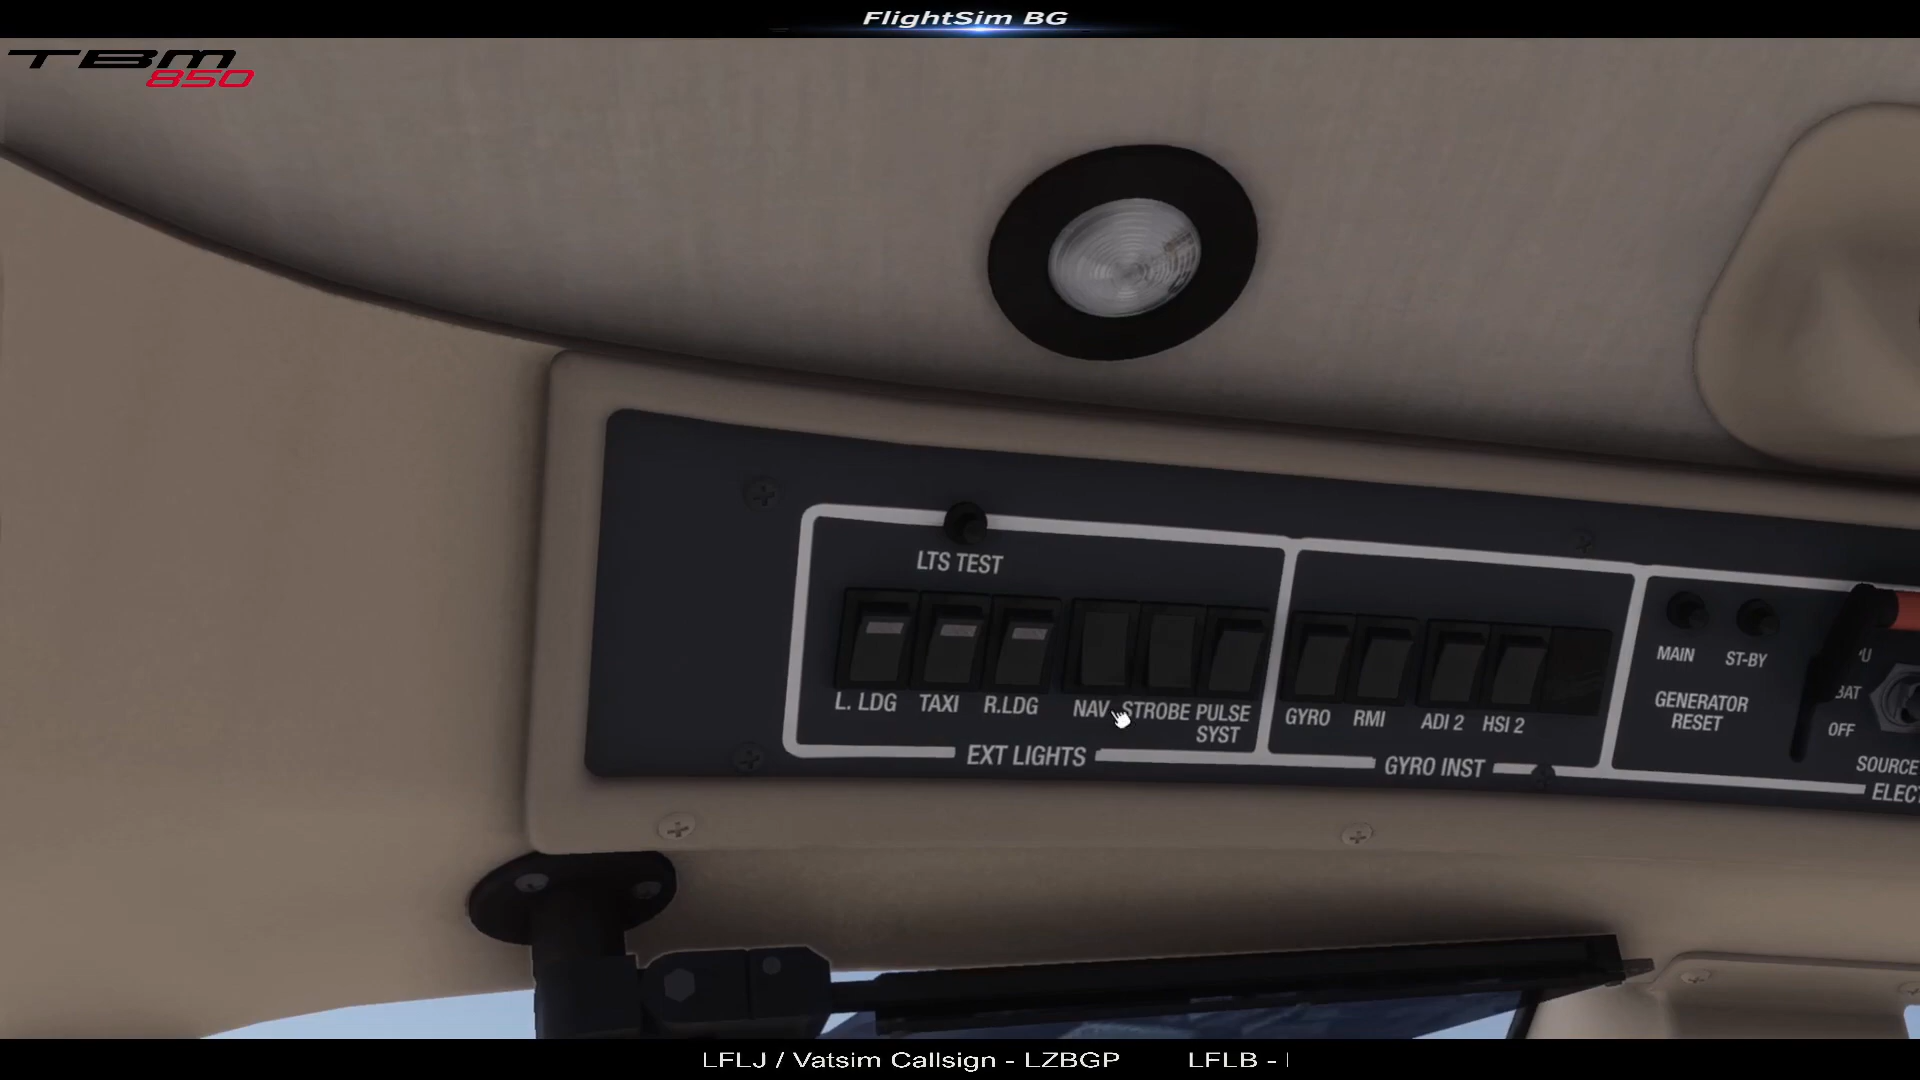 FlightSim BG
TBM
850
LTS TEST
L. LDG TAXI R.LDG NAV STROBE PULSE SYST
EXT LIGHTS
GYRO RMI ADI 2 HSI 2
GYRO INST
MAIN ST-BY
GENERATOR
RESET
BAT
OFF
SOURCE
LFLJ / Vatsim Callsign - LZBGP LFLB -